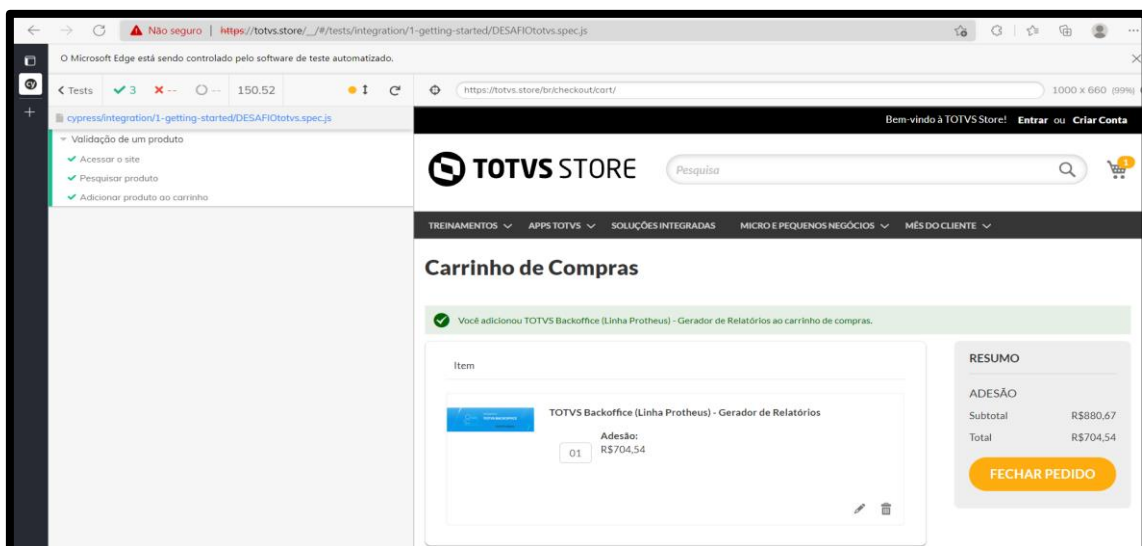 Não seguro | https://totvs.store/__/#/tests/integration/1-getting-started/DESAFIOtotvs.spec.js
O Microsoft Edge está sendo controlado pelo software de teste automatizado.
< Tests 3 -- -- 150.52
https://totvs.store/br/checkout/cart/ 1000 x 660 (99%)
cypress/integration/1-getting-started/DESAFIOtotvs.spec.js
Validação de um produto
Acessar o site
Pesquisar produto
Adicionar produto ao carrinho
Bem-vindo à TOTVS Store! Entrar ou Criar Conta
TOTVS STORE
Pesquisa
1
TREINAMENTOS APPS TOTVS SOLUÇÕES INTEGRADAS MICRO E PEQUENOS NEGÓCIOS MÊS DO CLIENTE
Carrinho de Compras
Você adicionou TOTVS Backoffice (Linha Protheus) - Gerador de Relatórios ao carrinho de compras.
Item
TOTVS Backoffice (Linha Protheus) - Gerador de Relatórios
Adesão:
01 R$704,54
RESUMO
ADESÃO
Subtotal R$880,67
Total R$704,54
FECHAR PEDIDO